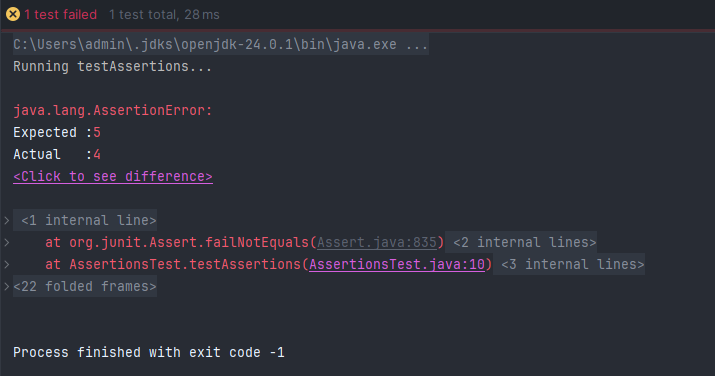 1 test failed 1 test total, 28 ms
C:\Users\admin\.jdks\openjdk-24.0.1\bin\java.exe ...
Running testAssertions...
java.lang.AssertionError:
Expected :5
Actual   :4
<Click to see difference>
<1 internal line>
at org.junit.Assert.failNotEquals(Assert.java:835) <2 internal lines>
at AssertionsTest.testAssertions(AssertionsTest.java:10) <3 internal lines>
<22 folded frames>
Process finished with exit code -1